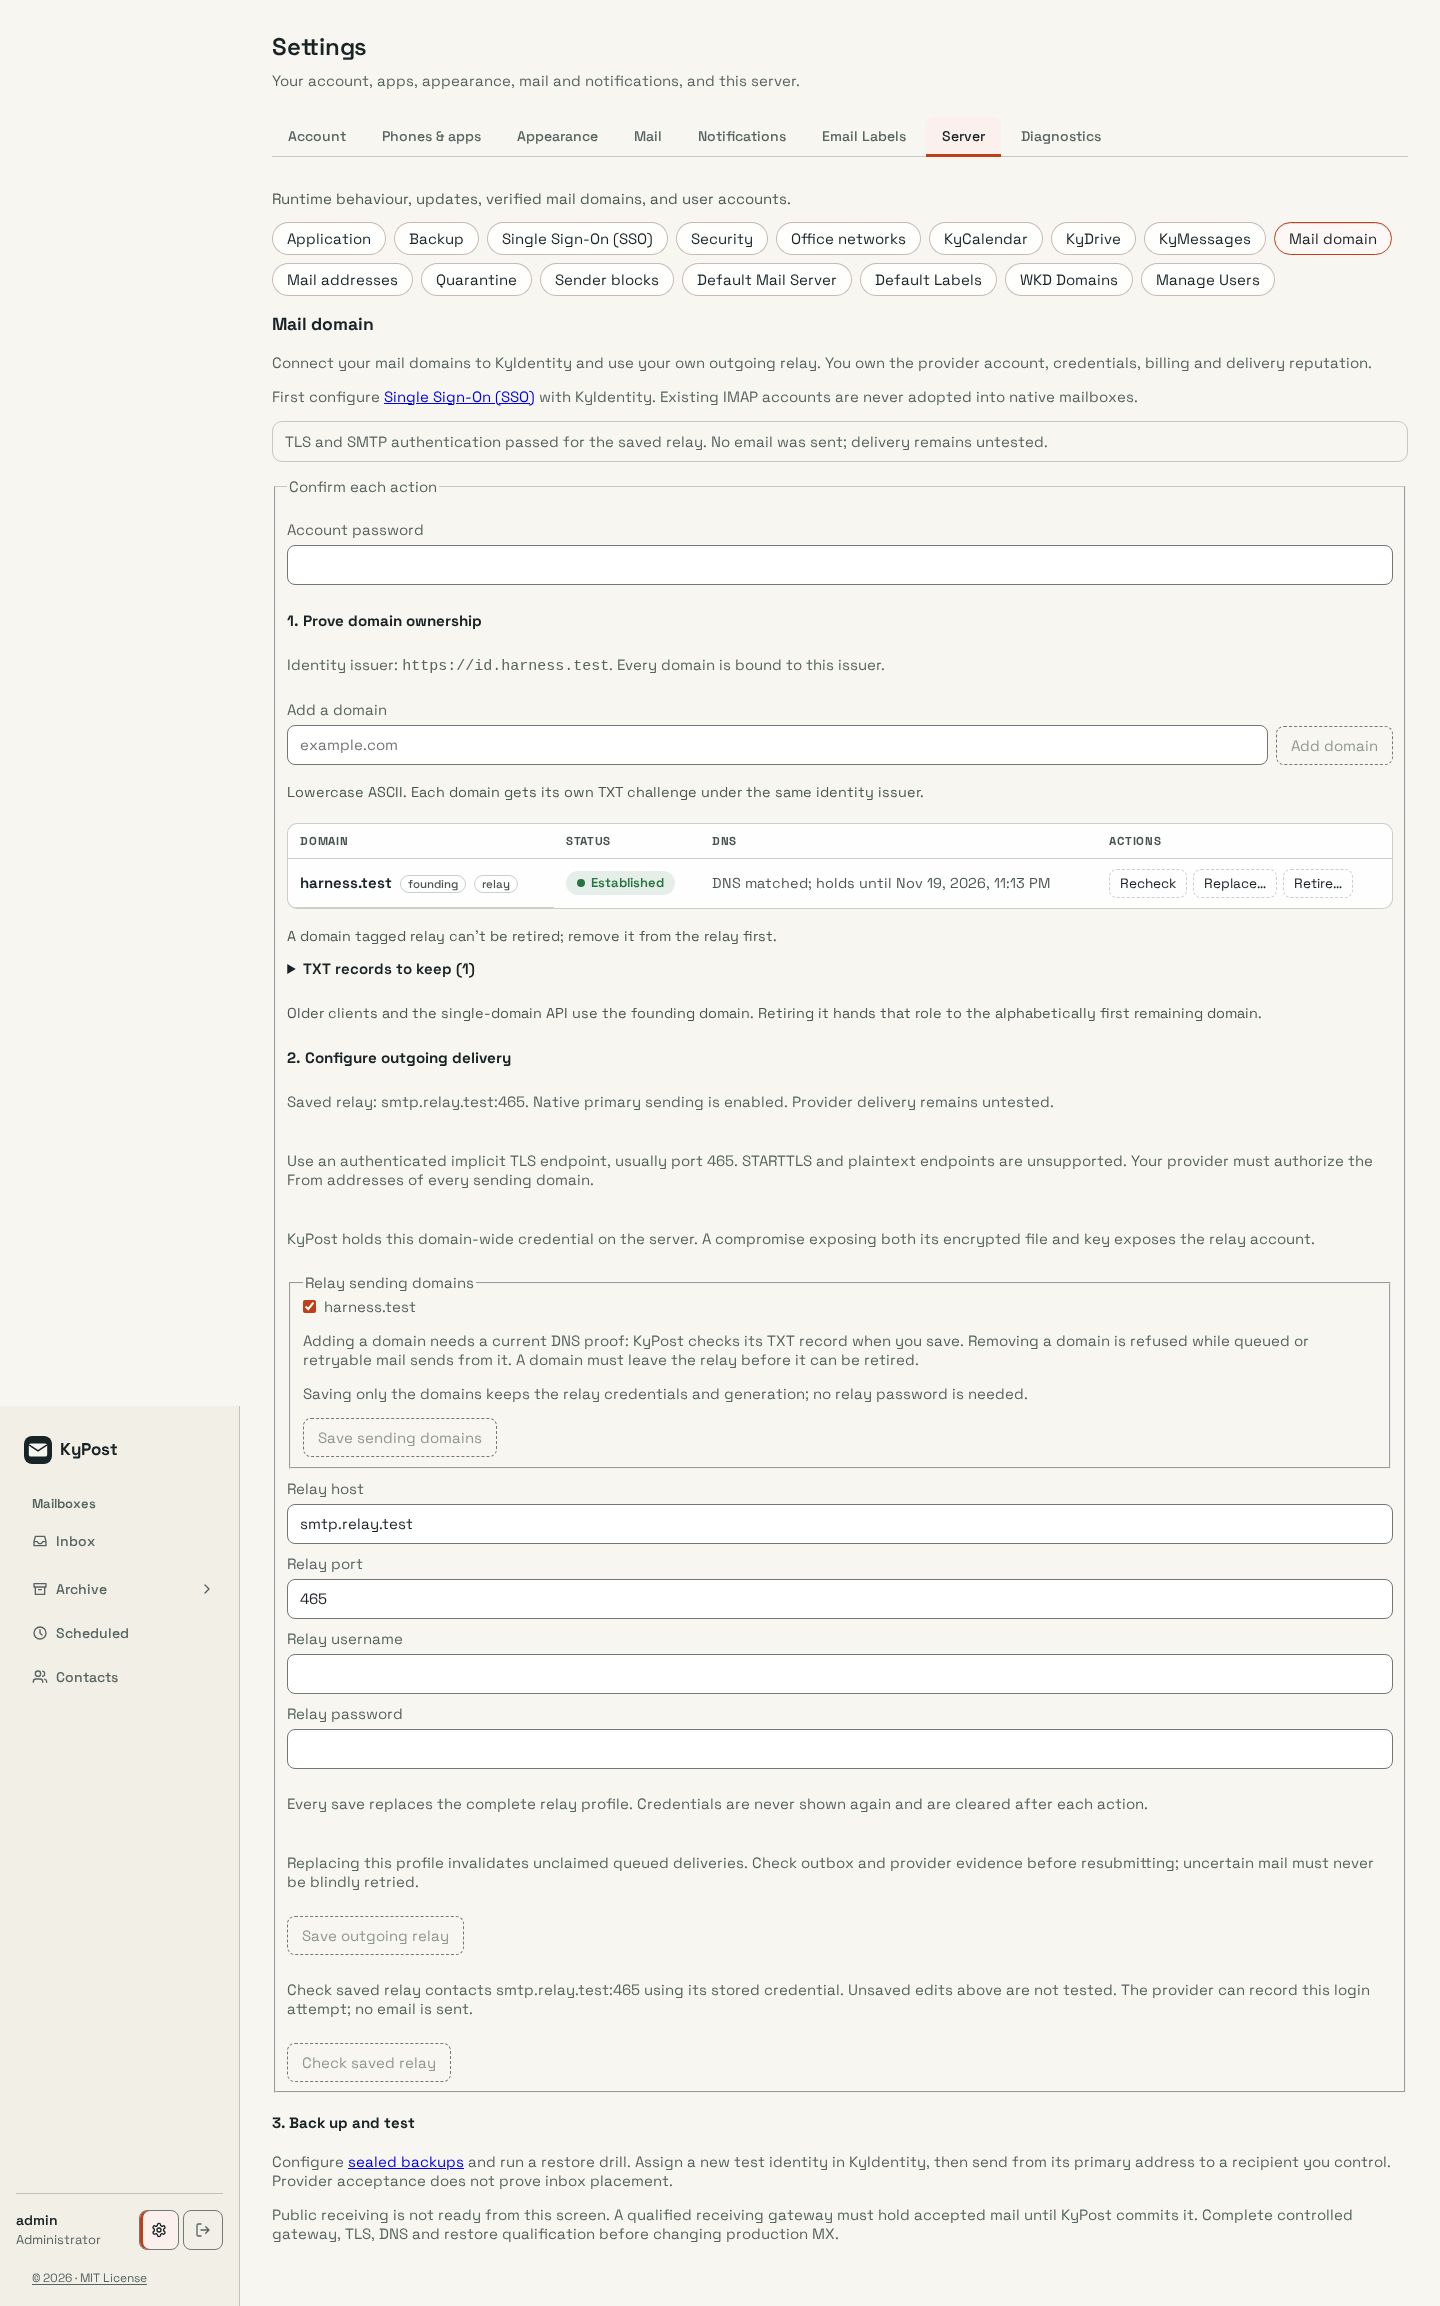 Settings
Your account, apps, appearance, mail and notifications, and this server.
Account
Phones & apps
Appearance
Mail
Notifications
Email Labels
Server
Diagnostics
Runtime behaviour, updates, verified mail domains, and user accounts.
Application
Backup
Single Sign-On (SSO)
Security
Office networks
KyCalendar
KyDrive
KyMessages
Mail domain
Mail addresses
Quarantine
Sender blocks
Default Mail Server
Default Labels
WKD Domains
Manage Users
Mail domain
Connect your mail domains to KyIdentity and use your own outgoing relay. You own the provider account, credentials, billing and delivery reputation.
First configure Single Sign-On (SSO) with KyIdentity. Existing IMAP accounts are never adopted into native mailboxes.
TLS and SMTP authentication passed for the saved relay. No email was sent; delivery remains untested.
Confirm each action
Account password
1. Prove domain ownership
Identity issuer: https://id.harness.test. Every domain is bound to this issuer.
Add a domain
example.com
Add domain
Lowercase ASCII. Each domain gets its own TXT challenge under the same identity issuer.
DOMAIN STATUS DNS ACTIONS
harness.test founding relay Established DNS matched; holds until Nov 19, 2026, 11:13 PM Recheck Replace... Retire...
A domain tagged relay can't be retired; remove it from the relay first.
TXT records to keep (1)
Older clients and the single-domain API use the founding domain. Retiring it hands that role to the alphabetically first remaining domain.
2. Configure outgoing delivery
Saved relay: smtp.relay.test:465. Native primary sending is enabled. Provider delivery remains untested.
Use an authenticated implicit TLS endpoint, usually port 465. STARTTLS and plaintext endpoints are unsupported. Your provider must authorize the
From addresses of every sending domain.
KyPost holds this domain-wide credential on the server. A compromise exposing both its encrypted file and key exposes the relay account.
Relay sending domains
harness.test
Adding a domain needs a current DNS proof: KyPost checks its TXT record when you save. Removing a domain is refused while queued or
retryable mail sends from it. A domain must leave the relay before it can be retired.
Saving only the domains keeps the relay credentials and generation; no relay password is needed.
Save sending domains
Relay host
smtp.relay.test
Relay port
465
Relay username
Relay password
Every save replaces the complete relay profile. Credentials are never shown again and are cleared after each action.
Replacing this profile invalidates unclaimed queued deliveries. Check outbox and provider evidence before resubmitting; uncertain mail must never
be blindly retried.
Save outgoing relay
Check saved relay contacts smtp.relay.test:465 using its stored credential. Unsaved edits above are not tested. The provider can record this login
attempt; no email is sent.
Check saved relay
3. Back up and test
Configure sealed backups and run a restore drill. Assign a new test identity in KyIdentity, then send from its primary address to a recipient you control.
Provider acceptance does not prove inbox placement.
Public receiving is not ready from this screen. A qualified receiving gateway must hold accepted mail until KyPost commits it. Complete controlled
gateway, TLS, DNS and restore qualification before changing production MX.
KyPost
Mailboxes
Inbox
Archive
Scheduled
Contacts
admin
Administrator
© 2026 · MIT License